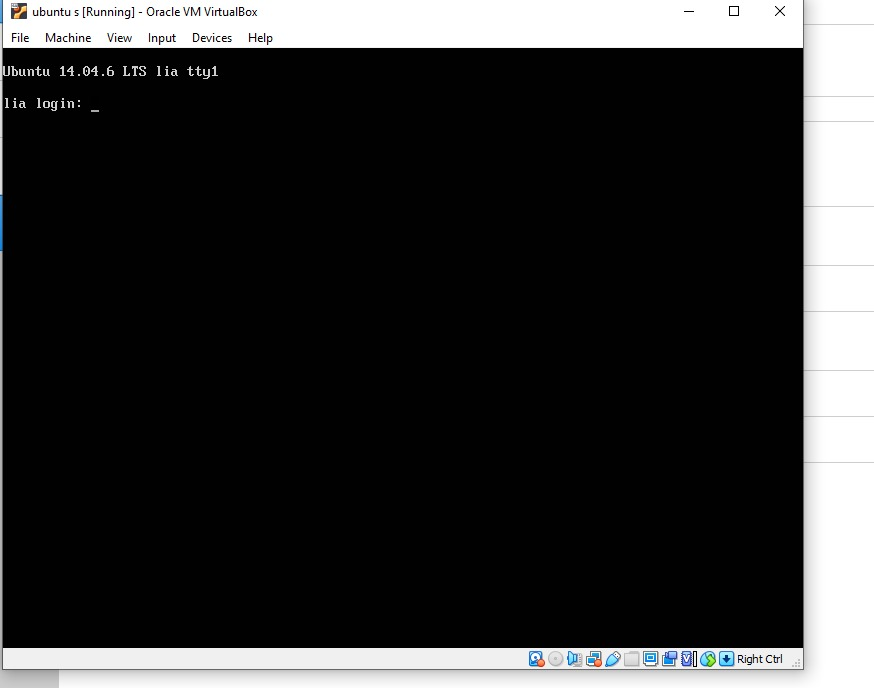 ubuntu s [Running] - Oracle VM VirtualBox
File Machine View Input Devices Help
Ubuntu 14.04.6 LTS lia tty1
lia login: _
Right Ctrl